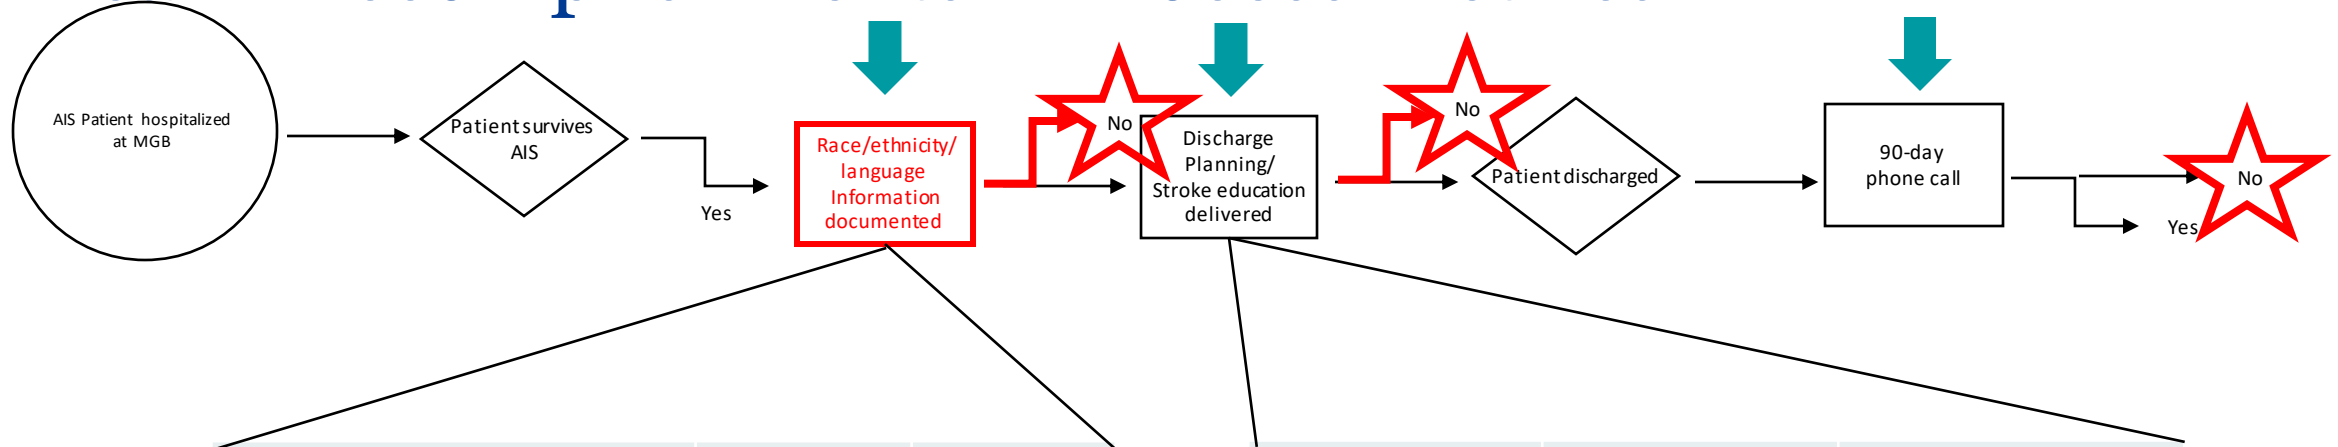 AIS Patient hospitalized
at MGB
Patient survives
AIS
Yes
Race/ethnicity/
language
Information
documented
No
Discharge
Planning/
Stroke education
delivered
No
Patient discharged
90-day
phone call
No
Yes